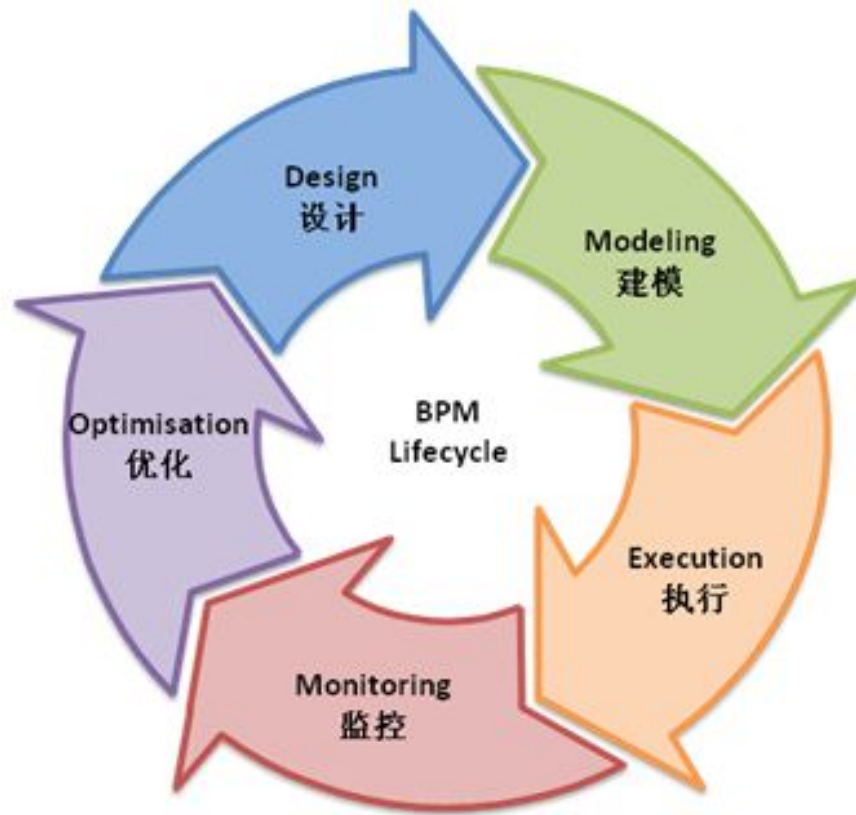 Design
设计
Modeling
建模
BPM
Lifecycle
Optimisation
优化
Execution
执行
Monitoring
监控